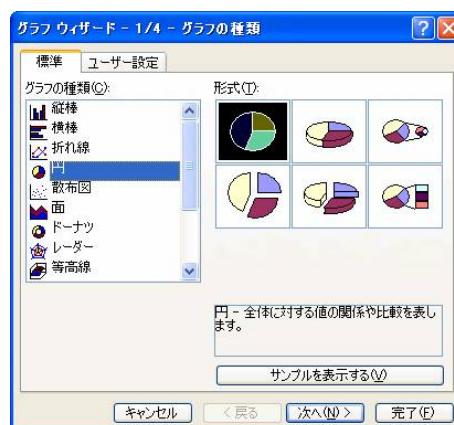 グラフ ウィザード - 1/4 - グラフの種類
標準 ユーザー設定
グラフの種類(C):
縦棒
横棒
折れ線
円
散布図
面
ドーナツ
レーダー
等高線
形式(T):
円 - 全体に対する値の関係や比較を表し
ます。
サンプルを表示する(V)
キャンセル < 戻る 次へ(N) > 完了(F)